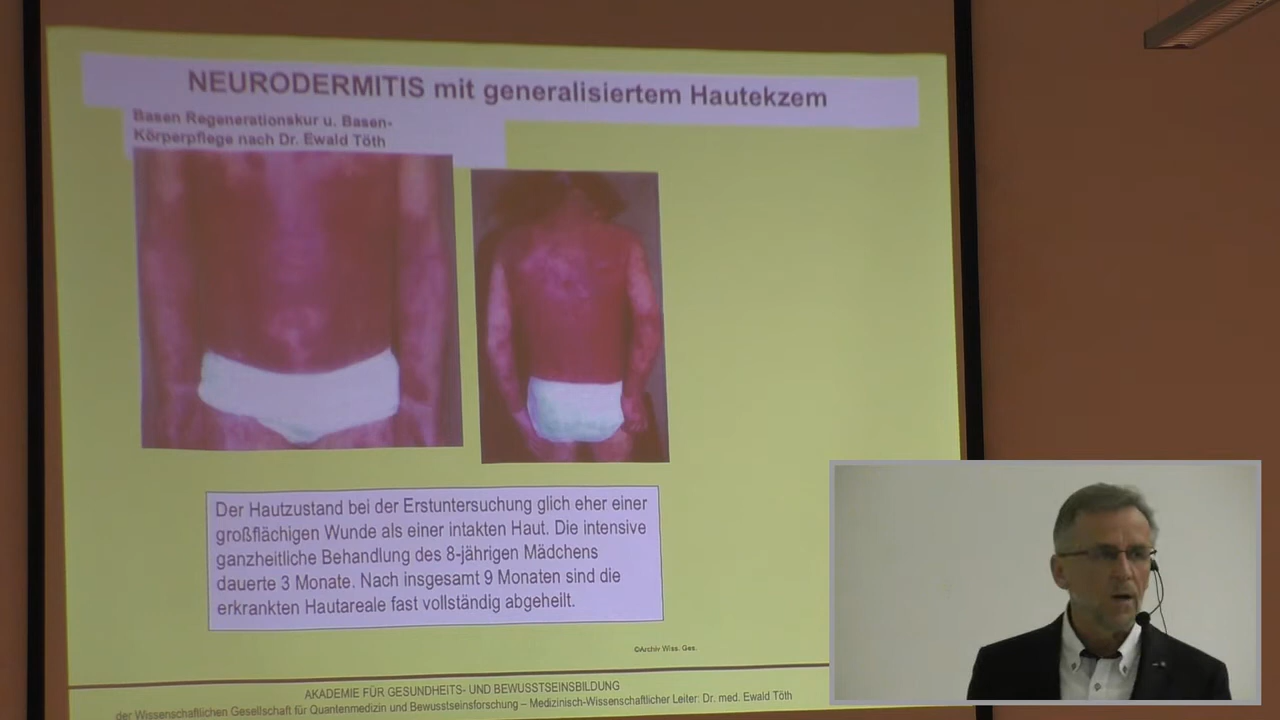 NEURODERMITIS mit generalisiertem Hautekzem
Basen Regenerationskur u. Basen-
Körperpflege nach Dr. Ewald Töth
Der Hautzustand bei der Erstuntersuchung glich eher einer
großflächigen Wunde als einer intakten Haut. Die intensive
ganzheitliche Behandlung des 8-jährigen Mädchens
dauerte 3 Monate. Nach insgesamt 9 Monaten sind die
erkrankten Hautareale fast vollständig abgeheilt.
©Archiv Wiss. Ges.
AKADEMIE FÜR GESUNDHEITS- UND BEWUSSTSEINSBILDUNG
der Wissenschaftlichen Gesellschaft für Quantenmedizin und Bewusstseinsforschung – Medizinisch-Wissenschaftlicher Leiter: Dr. med. Ewald Töth